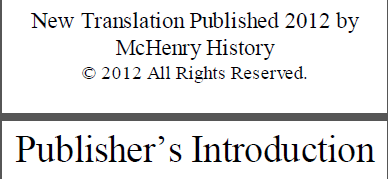 New Translation Published 2012 by
McHenry History
© 2012 All Rights Reserved.
Publisher's Introduction